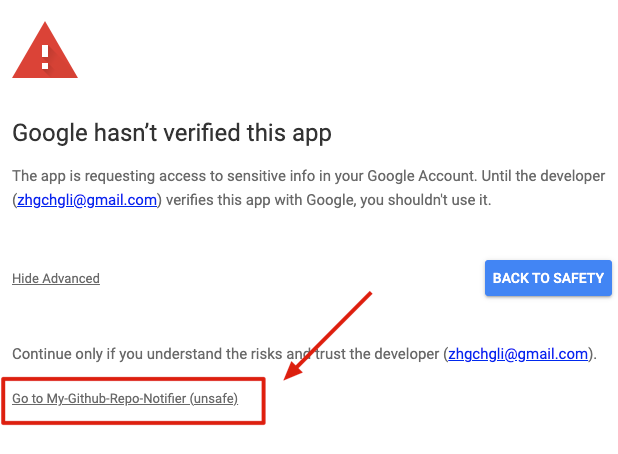 Google hasn’t verified this app
The app is requesting access to sensitive info in your Google Account. Until the developer
(zhgchgli@gmail.com) verifies this app with Google, you shouldn't use it.
Hide Advanced
BACK TO SAFETY
Continue only if you understand the risks and trust the developer (zhgchgli@gmail.com).
Go to My-Github-Repo-Notifier (unsafe)